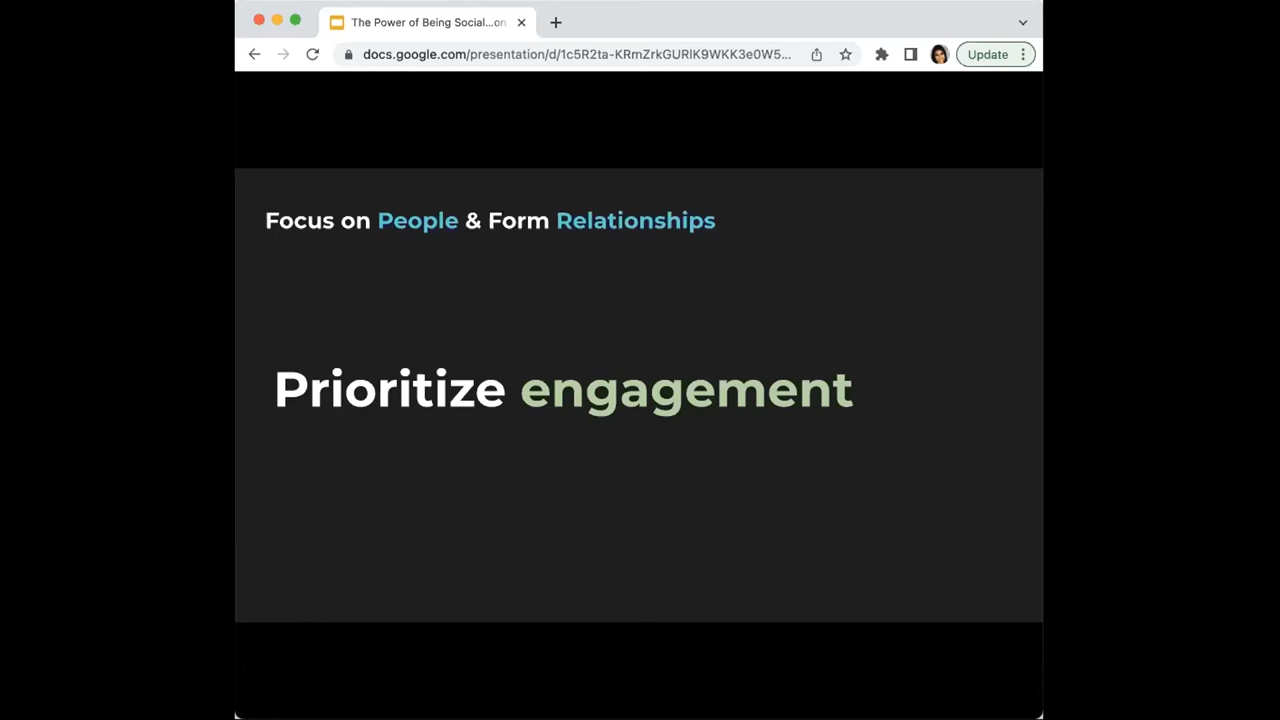 The Power of Being Social...on
docs.google.com/presentation/d/1c5R2ta-KRmZrkGURlK9WKK3e0W5...
Update
Focus on People & Form Relationships
Prioritize engagement